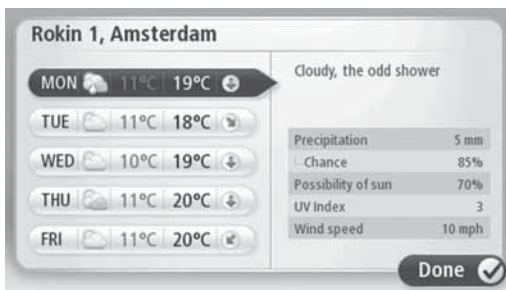 Rokin 1, Amsterdam
MON 11°C 19°C
TUE 11°C 18°C
WED 10°C 19°C
THU 11°C 20°C
FRI 11°C 20°C
Cloudy, the odd shower
Precipitation 5 mm
Chance 85%
Possibility of sun 70%
UV Index 3
Wind speed 10 mph
Done